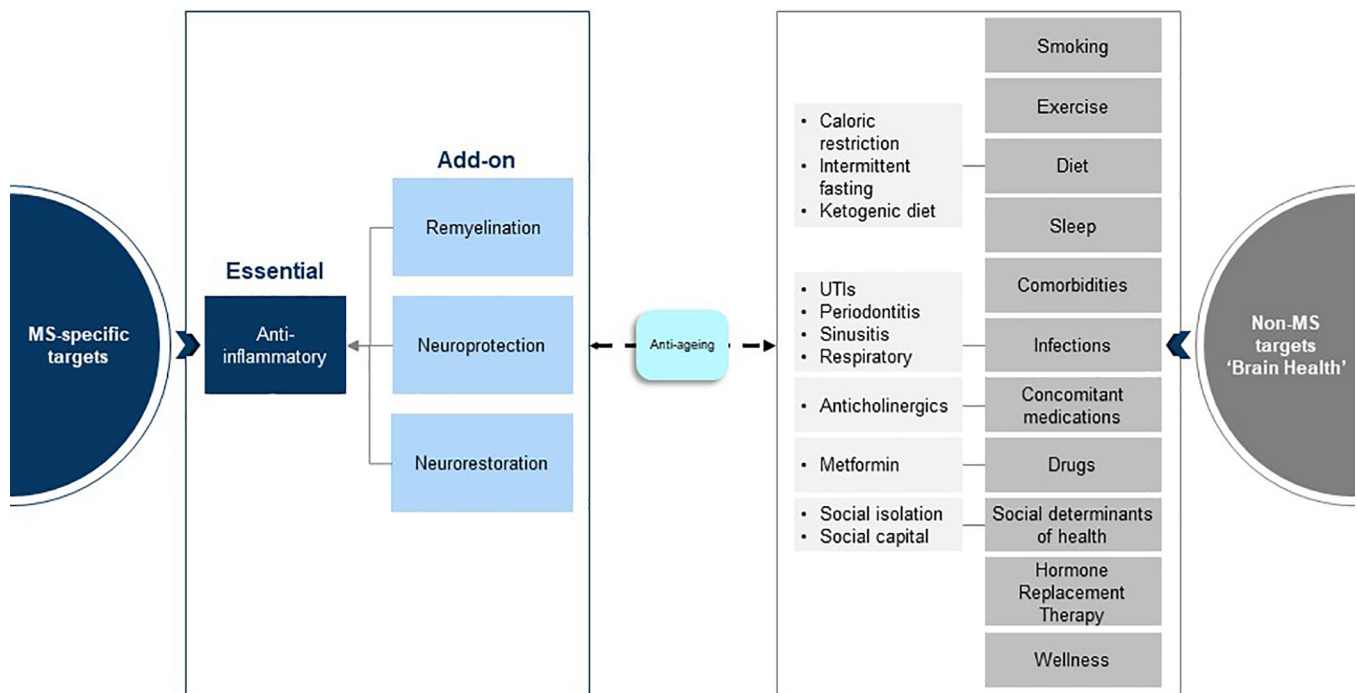 MS-specific
targets
Essential
Anti-
inflammatory
Add-on
Remyelination
Neuroprotection
Neurorestoration
Anti-ageing
• Caloric
restriction
• Intermittent
fasting
• Ketogenic diet
• UTIs
• Periodontitis
• Sinusitis
• Respiratory
• Anticholinergics
• Metformin
• Social isolation
• Social capital
Smoking
Exercise
Diet
Sleep
Comorbidities
Infections
Concomitant
medications
Drugs
Social determinants
of health
Hormone
Replacement
Therapy
Wellness
Non-MS
targets
‘Brain Health’